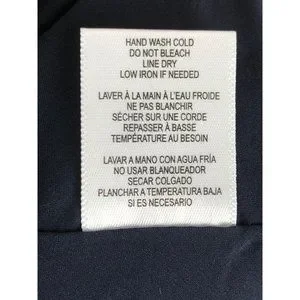 HAND WASH COLD
DO NOT BLEACH
LINE DRY
LOW IRON IF NEEDED
LAVER À LA MAIN À L'EAU FROIDE
NE PAS BLANCHIR
SÉCHER SUR UNE CORDE
REPASSER À BASSE
TEMPÉRATURE AU BESOIN
LAVAR A MANO CON AGUA FRÍA
NO USAR BLANQUEADOR
SECAR COLGADO
PLANCHAR A TEMPERATURA BAJA
SI ES NECESARIO